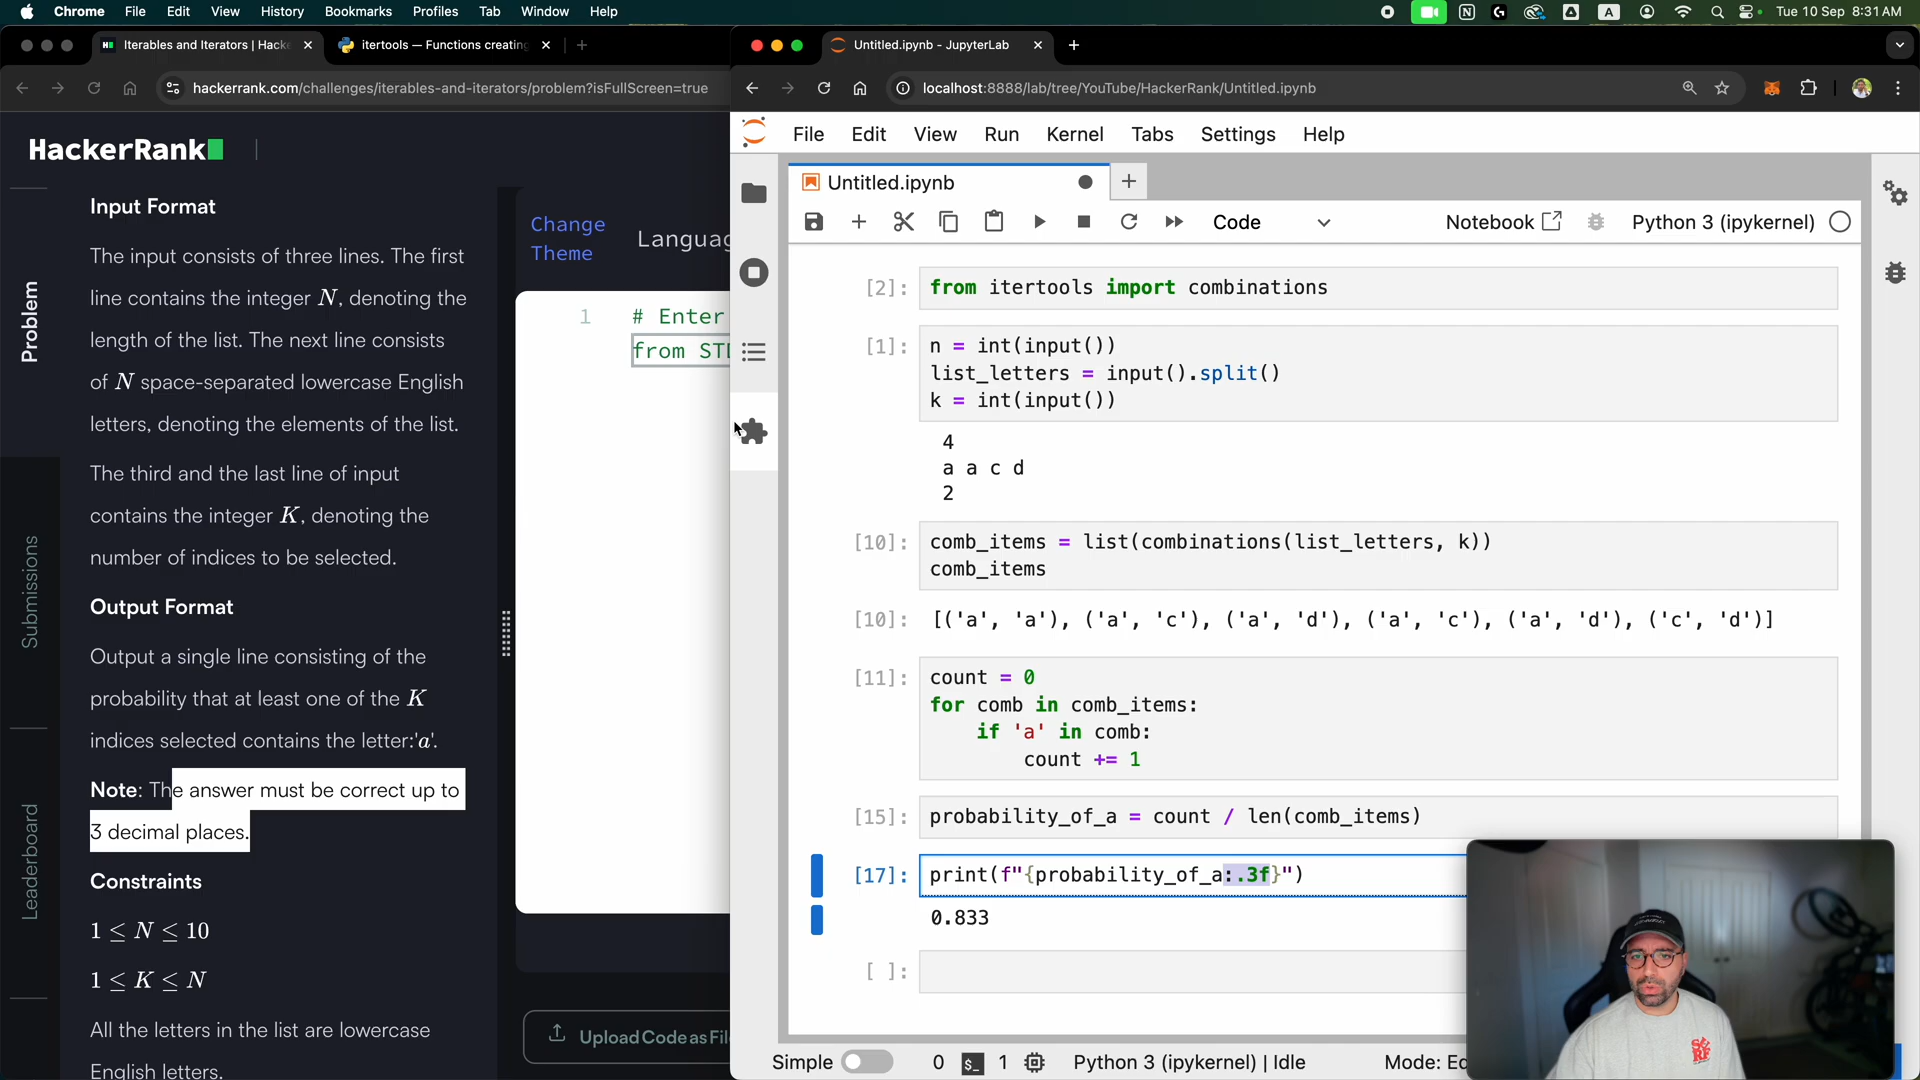 Chrome File Edit View History Bookmarks Profiles Tab Window Help
Tue 10 Sep 8:31 AM
Iterables and Iterators | Hacke
itertools — Functions creating
hackerrank.com/challenges/iterables-and-iterators/problem?isFullScreen=true
HackerRank
Problem
Submissions
Leaderboard
Input Format
The input consists of three lines. The first
line contains the integer N, denoting the
length of the list. The next line consists
of N space-separated lowercase English
letters, denoting the elements of the list.
The third and the last line of input
contains the integer K, denoting the
number of indices to be selected.
Output Format
Output a single line consisting of the
probability that at least one of the K
indices selected contains the letter:'a'.
Note: The answer must be correct up to
3 decimal places.
Constraints
1 ≤ N ≤ 10
1 ≤ K ≤ N
All the letters in the list are lowercase
English letters.
Change
Theme
Languag
1 # Enter
from STD
Upload Code as File
Untitled.ipynb - JupyterLab
localhost:8888/lab/tree/YouTube/HackerRank/Untitled.ipynb
File Edit View Run Kernel Tabs Settings Help
Untitled.ipynb
Code
Notebook
Python 3 (ipykernel)
[2]: from itertools import combinations
[1]: n = int(input())
list_letters = input().split()
k = int(input())
4
a a c d
2
[10]: comb_items = list(combinations(list_letters, k))
comb_items
[10]: [('a', 'a'), ('a', 'c'), ('a', 'd'), ('a', 'c'), ('a', 'd'), ('c', 'd')]
[11]: count = 0
for comb in comb_items:
if 'a' in comb:
count += 1
[15]: probability_of_a = count / len(comb_items)
[17]: print(f"{probability_of_a:.3f}")
0.833
[ ]:
Simple 0 $_ 1 Python 3 (ipykernel) | Idle Mode: Ed